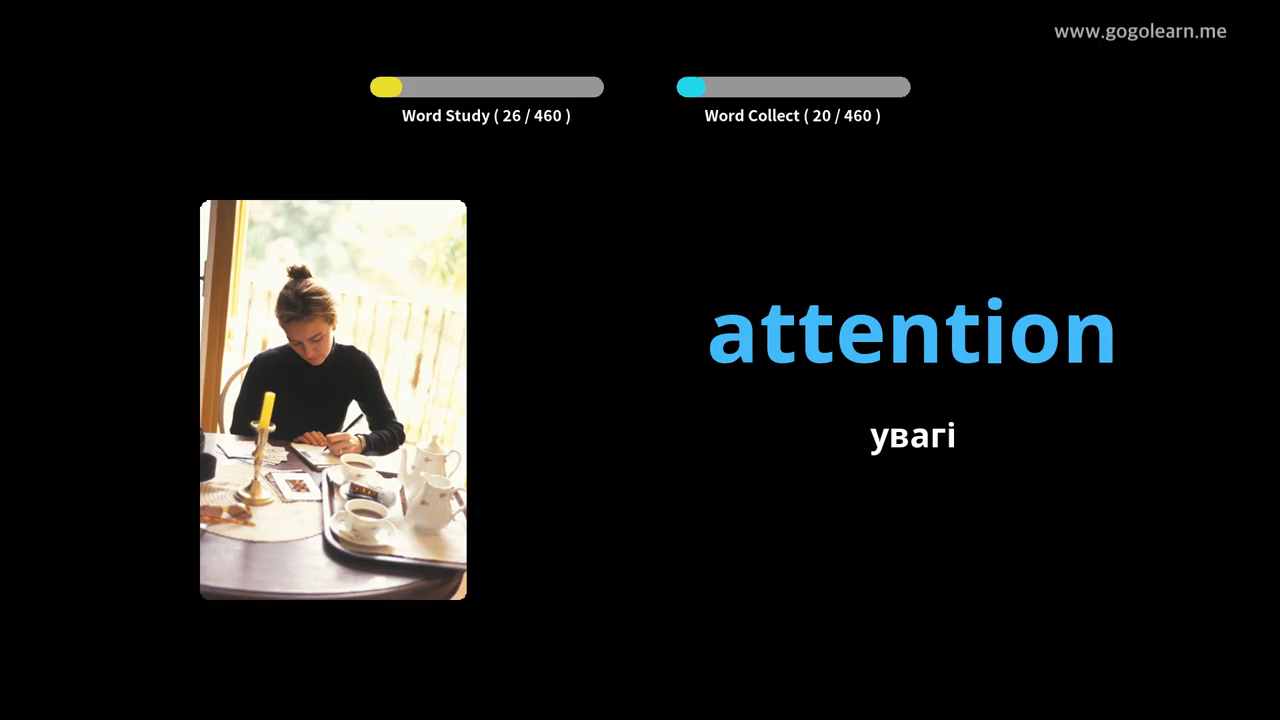 www.gogolearn.me
Word Study ( 26 / 460 )
Word Collect ( 20 / 460 )
attention
увагі